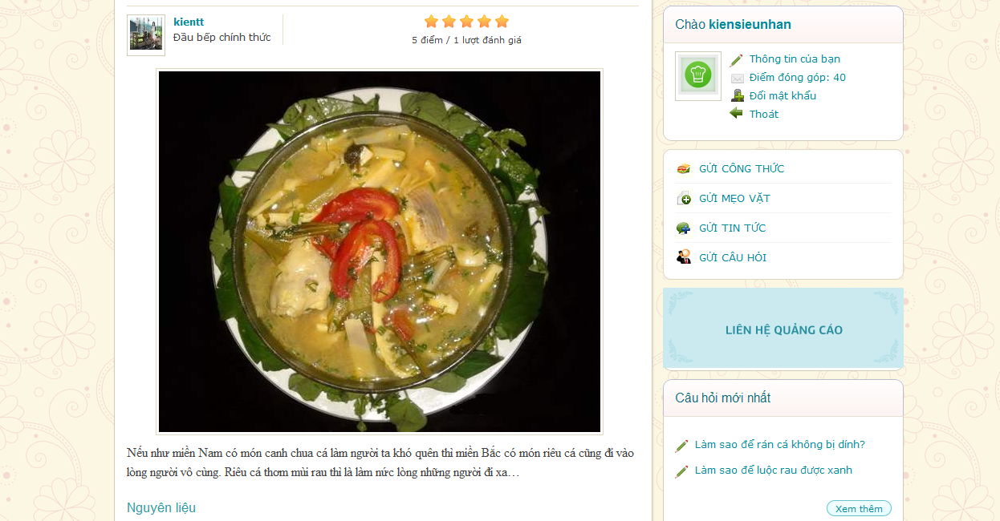 kientt
Đầu bếp chính thức
5 điểm / 1 lượt đánh giá
Nếu như miền Nam có món canh chua cá làm người ta khó quên thì miền Bắc có món riêu cá cũng đi vào
lòng người vô cùng. Riêu cá thơm mùi rau thì là làm nức lòng những người đi xa…
Nguyên liệu
Chào kiensieunhan
Thông tin của bạn
Điểm đóng góp: 40
Đổi mật khẩu
Thoát
GỬI CÔNG THỨC
GỬI MẸO VẶT
GỬI TIN TỨC
GỬI CÂU HỎI
LIÊN HỆ QUẢNG CÁO
Câu hỏi mới nhất
Làm sao để rán cá không bị dính?
Làm sao để luộc rau được xanh
Xem thêm